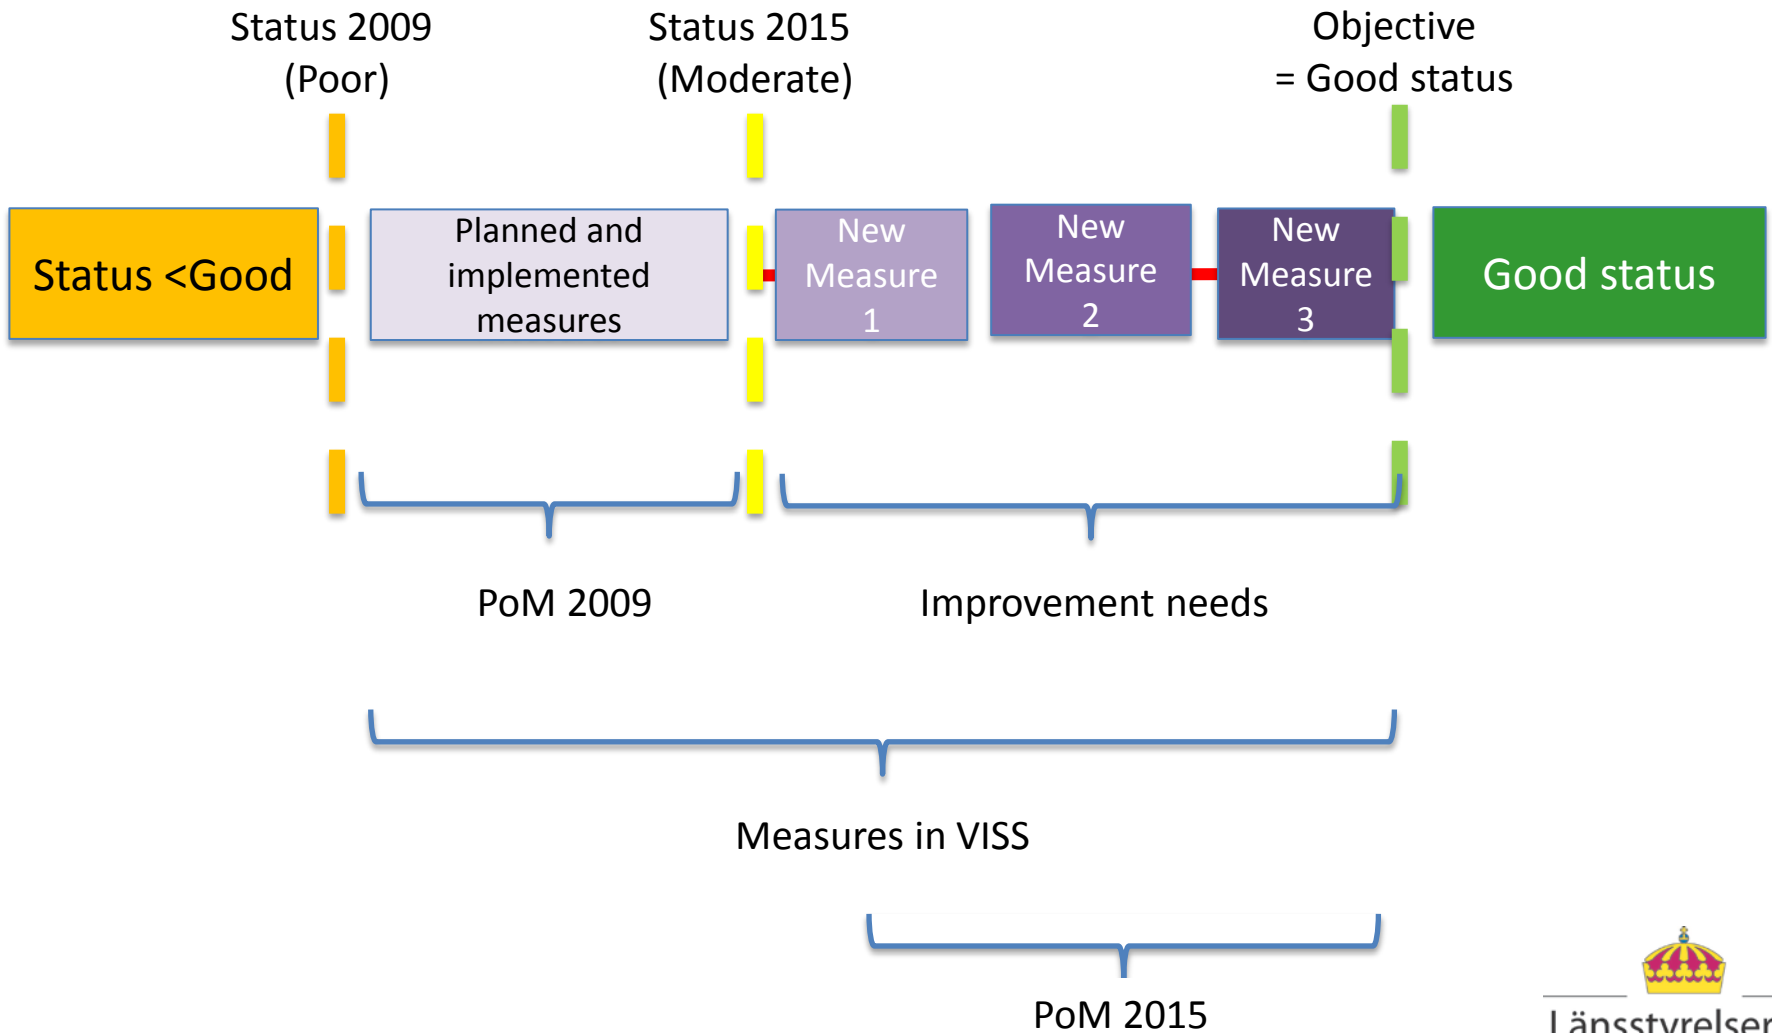 Status 2009
(Poor)
Status 2015
(Moderate)
Objective
= Good status
Status <Good
Planned and
implemented
measures
New
Measure
1
New
Measure
2
New
Measure
3
Good status
PoM 2009
Improvement needs
Measures in VISS
PoM 2015
Länsstyrelser